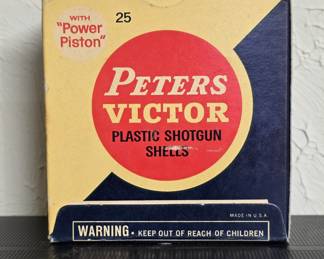 WITH
"Power
Piston"
25
PETERS
VICTOR
PLASTIC SHOTGUN
SHELLS
MADE IN U.S.A.
WARNING • KEEP OUT OF REACH OF CHILDREN